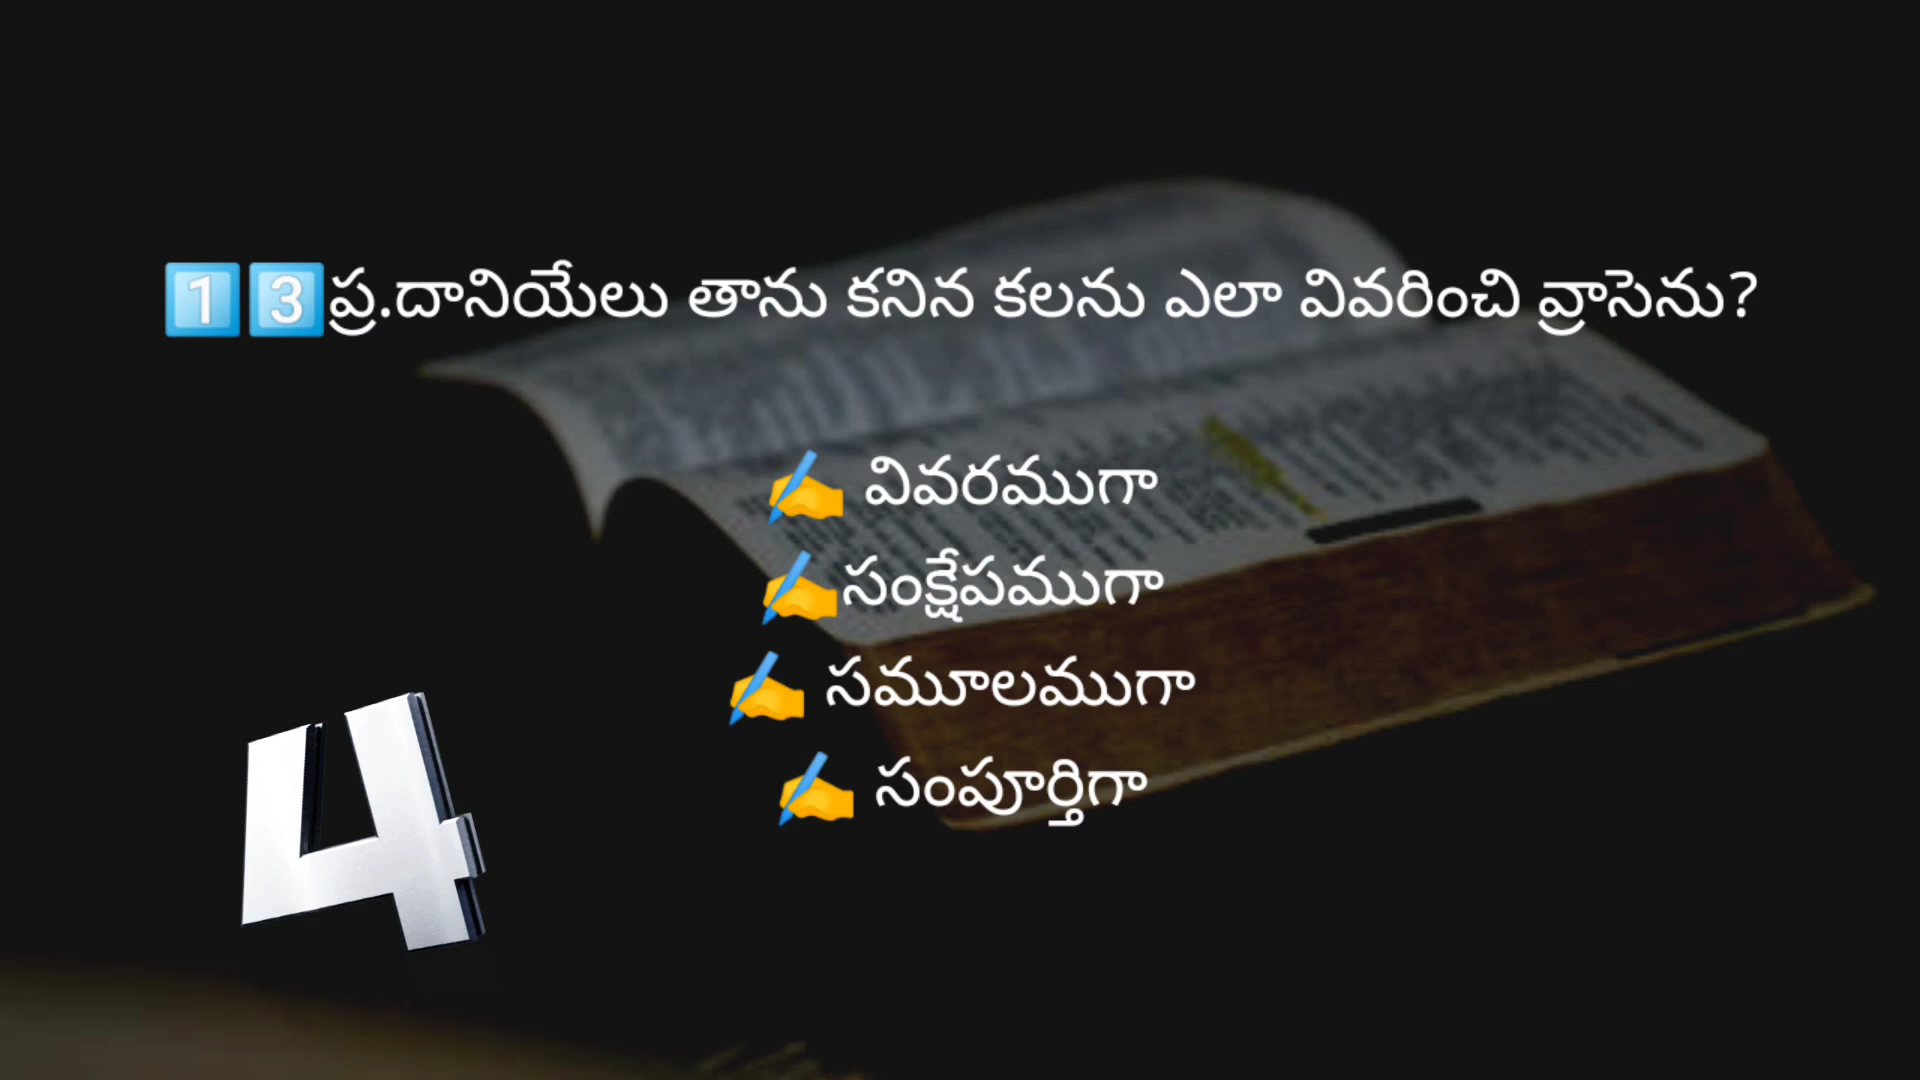 1️⃣3️⃣ప్ర.దానియేలు తాను కనిన కలను ఎలా వివరించి వ్రాసెను?
✍️ వివరముగా
✍️సంక్షేపముగా
✍️ సమూలముగా
✍️ సంపూర్తిగా
4